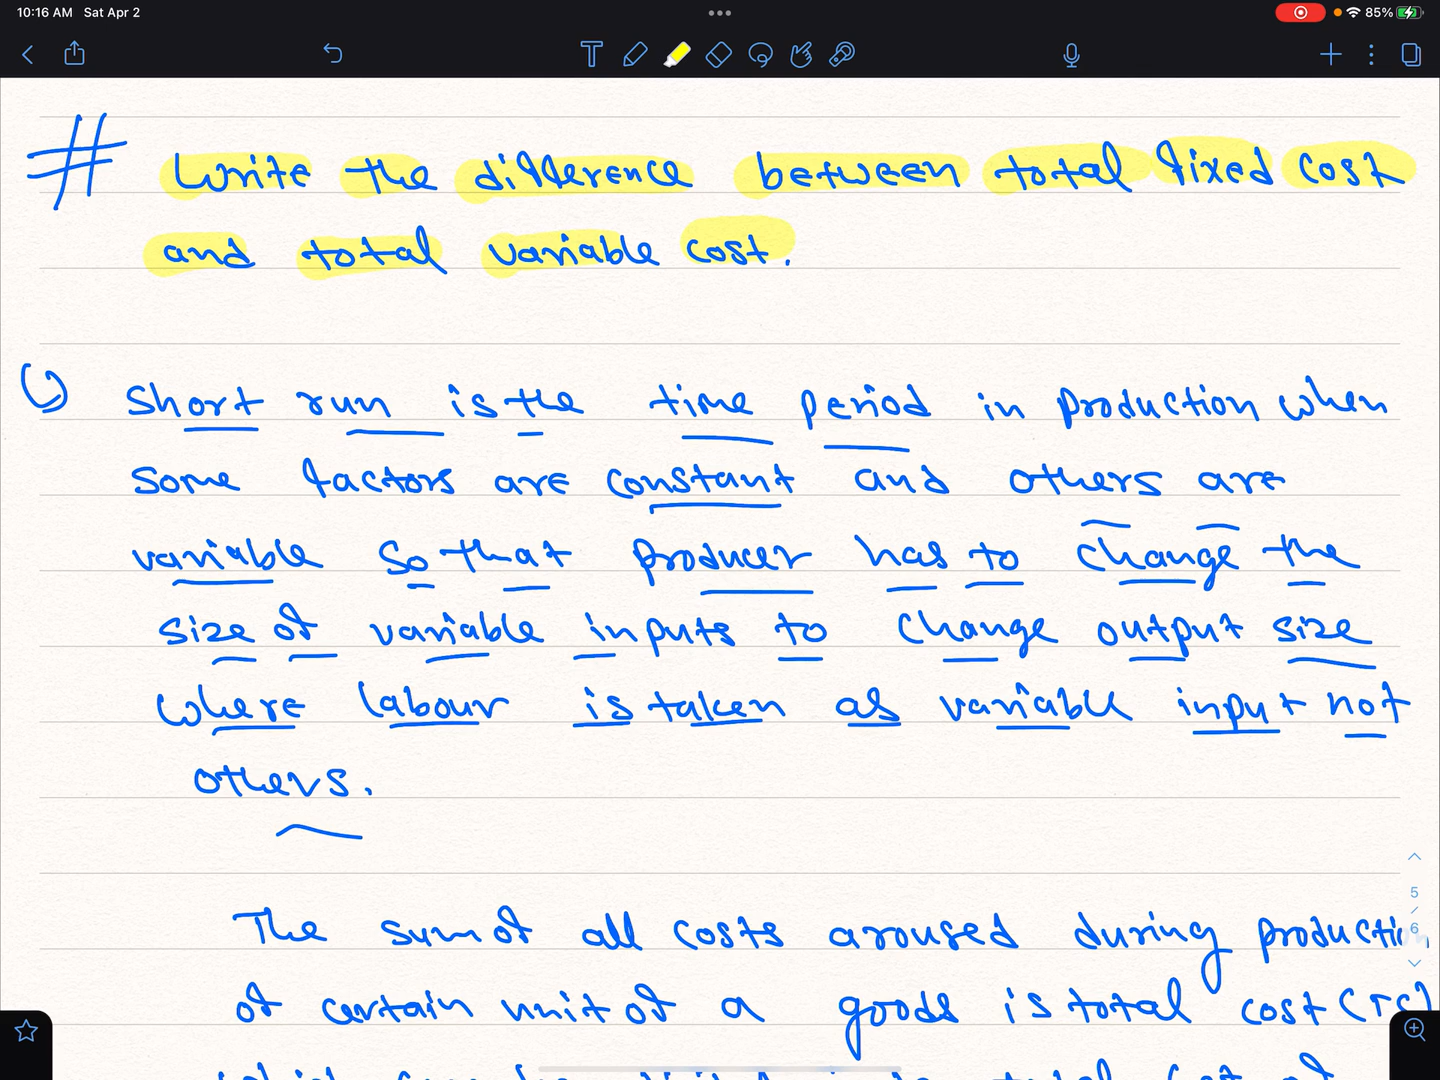 10:16 AM Sat Apr 2
85%
# Write the difference between total fixed cost
and total variable cost.
Short run is the time period in production when
some factors are constant and others are
variable so that producer has to change the
size of variable inputs to change output size
where labour is taken as variable input not
others.
The sum of all costs aroused during production
of certain unit of a goods is total cost (TC)
5
/
6